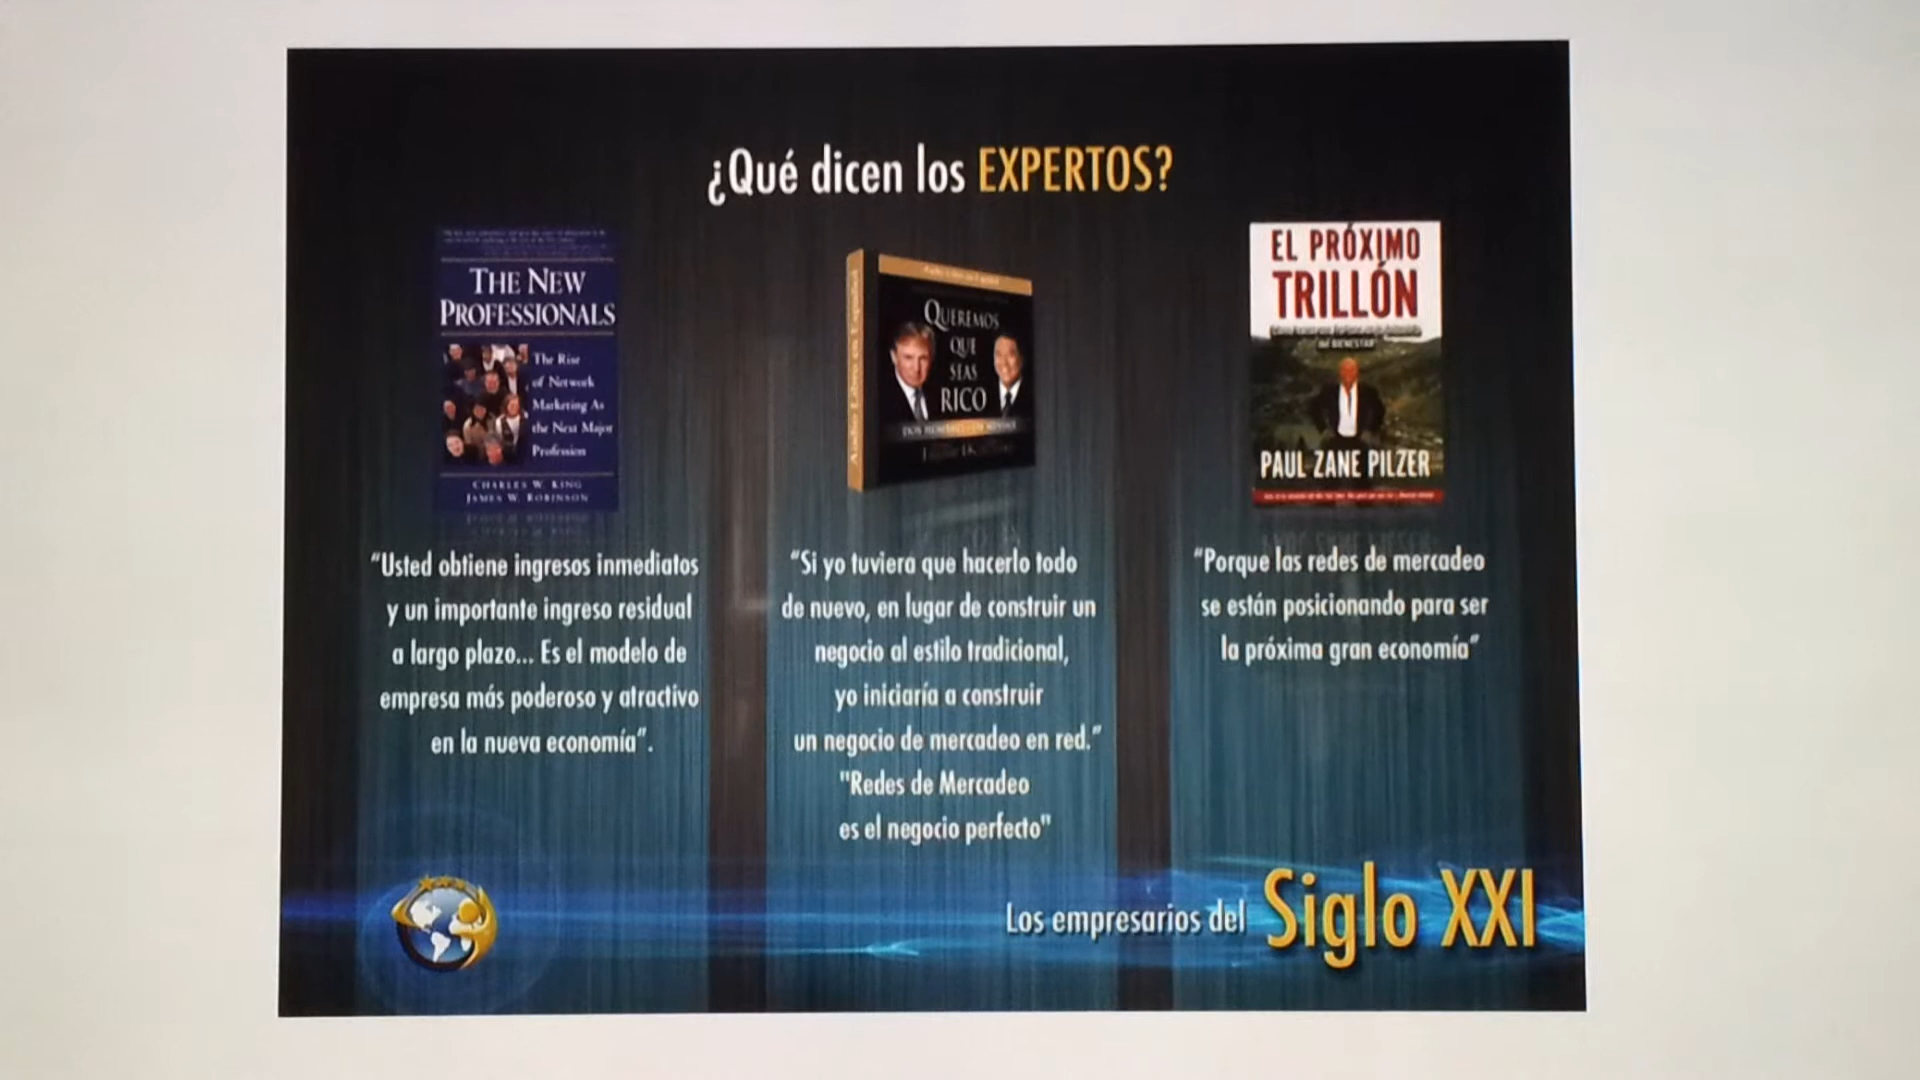 ¿Qué dicen los EXPERTOS?
THE NEW
PROFESSIONALS
The Rise
of Network
Marketing As
the Next Major
Profession
CHARLES W. KING
JAMES W. ROBINSON
“Usted obtiene ingresos inmediatos
y un importante ingreso residual
a largo plazo... Es el modelo de
empresa más poderoso y atractivo
en la nueva economía”.
Audio Libro en Español
QUEREMOS
QUE
SEAS
RICO
“Si yo tuviera que hacerlo todo
de nuevo, en lugar de construir un
negocio al estilo tradicional,
yo iniciaría a construir
un negocio de mercadeo en red.”
"Redes de Mercadeo
es el negocio perfecto"
EL PRÓXIMO
TRILLÓN
PAUL ZANE PILZER
“Porque las redes de mercadeo
se están posicionando para ser
la próxima gran economía”
Los empresarios del Siglo XXI